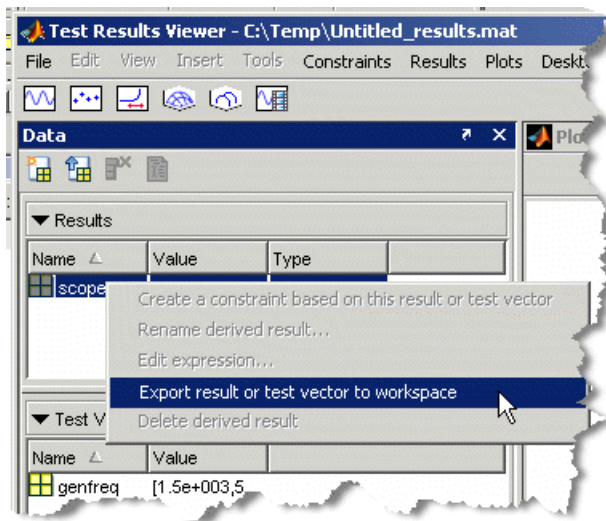 Test Results Viewer - C:\Temp\Untitled_results.mat
File Edit View Insert Tools Constraints Results Plots Deskt
Data
Plo
Results
Name Value Type
scope
Create a constraint based on this result or test vector
Rename derived result...
Edit expression...
Export result or test vector to workspace
Delete derived result
Test V
Name Value
genfreq [1.5e+003,5